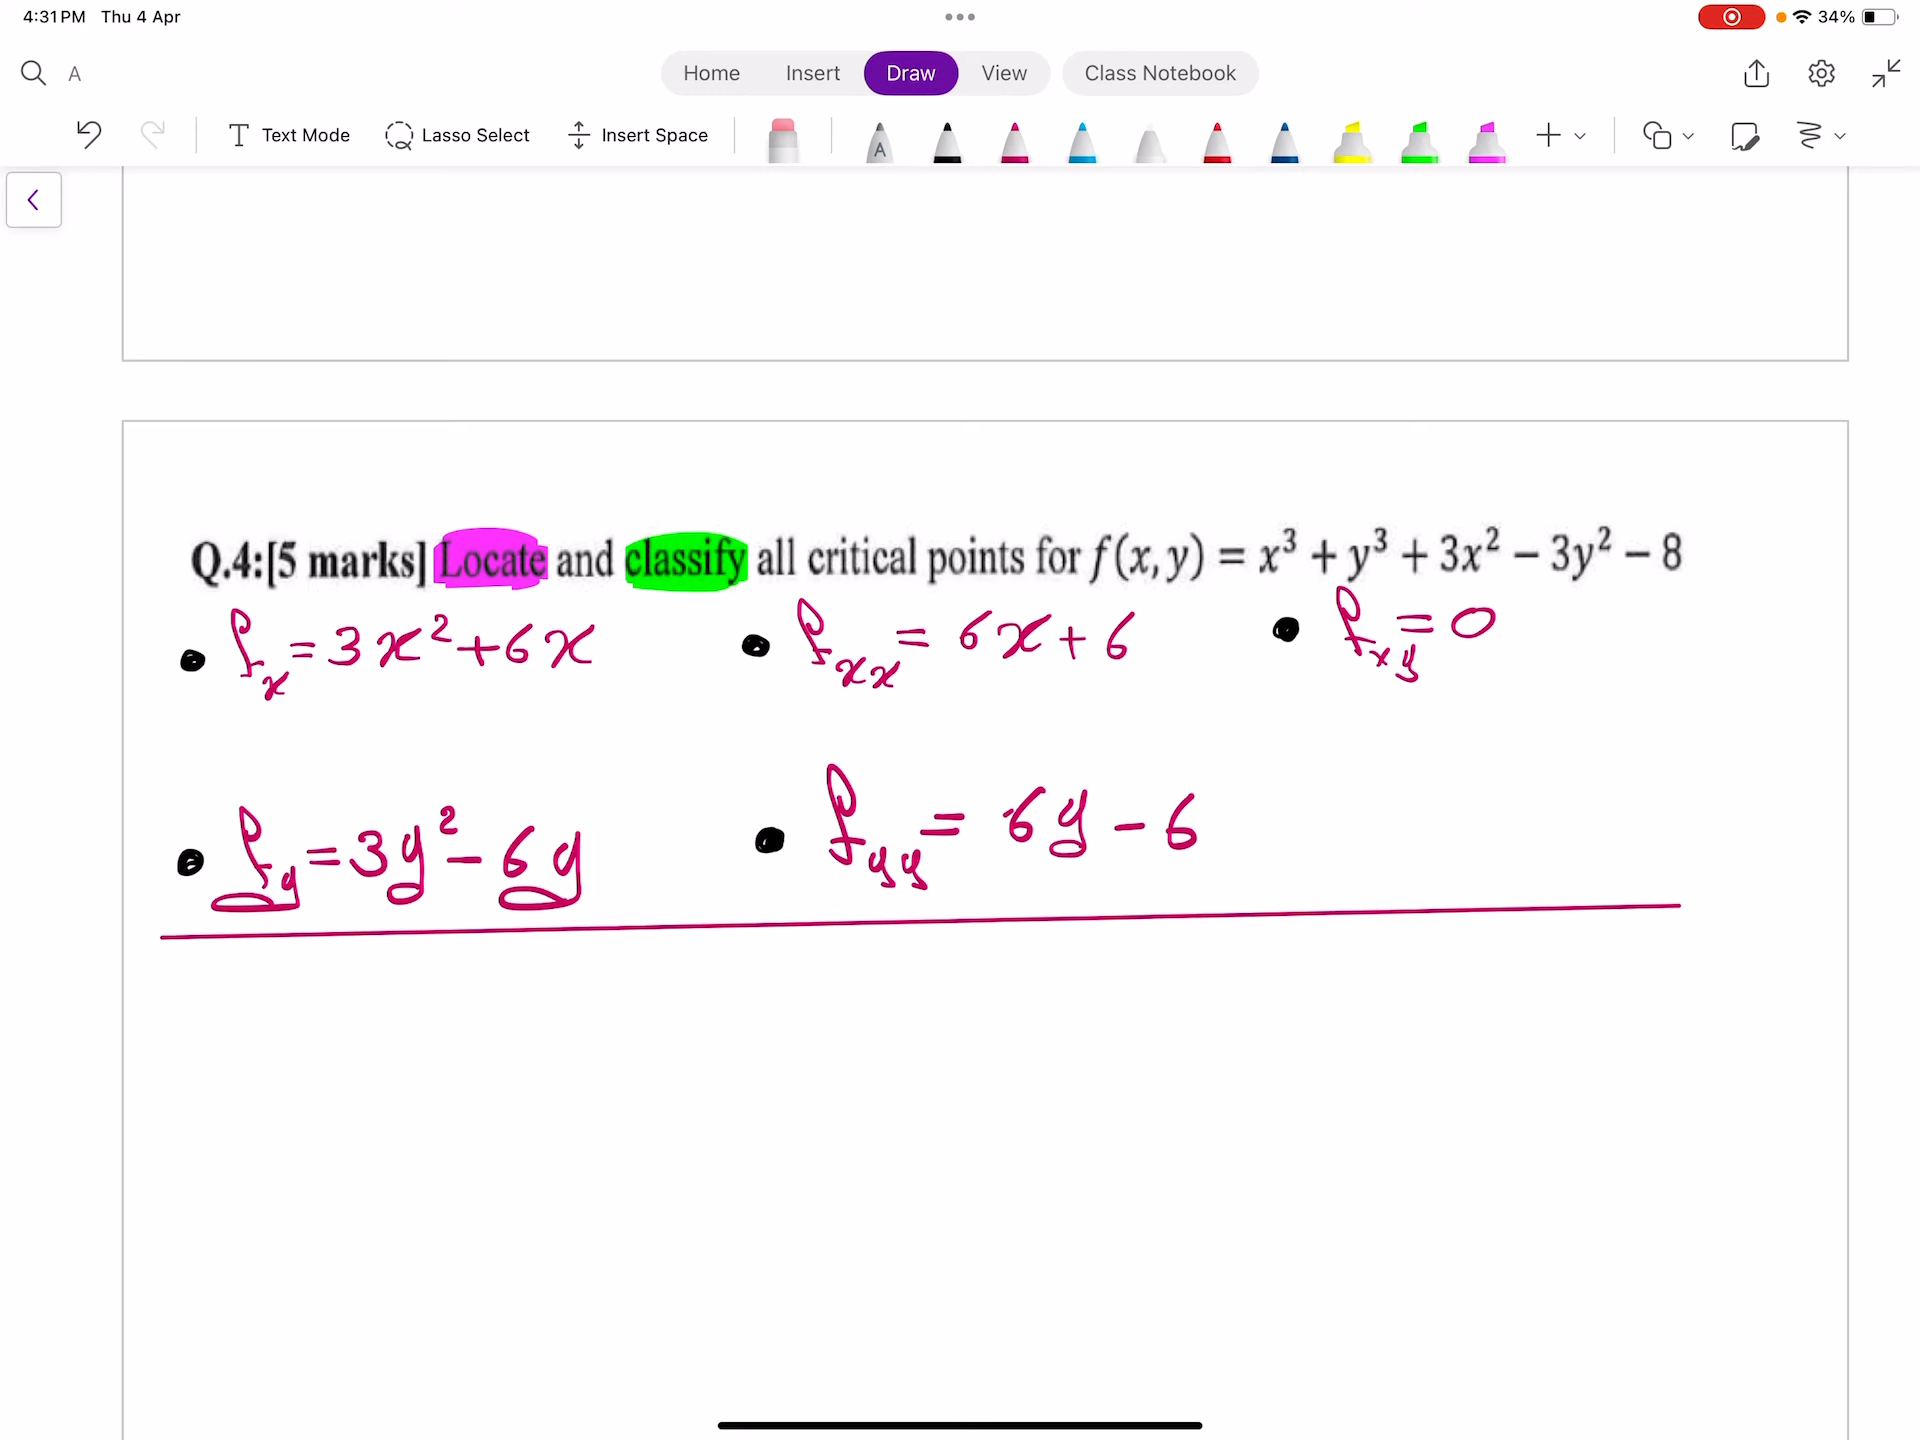 4:31 PM Thu 4 Apr
34%
A
Home Insert Draw View Class Notebook
Text Mode Lasso Select Insert Space A
Q.4:[5 marks] Locate and classify all critical points for f(x, y) = x³ + y³ + 3x² − 3y² − 8
• f_x = 3x² + 6x • f_xx = 6x + 6 • f_xy = 0
• f_y = 3y² − 6y • f_yy = 6y − 6